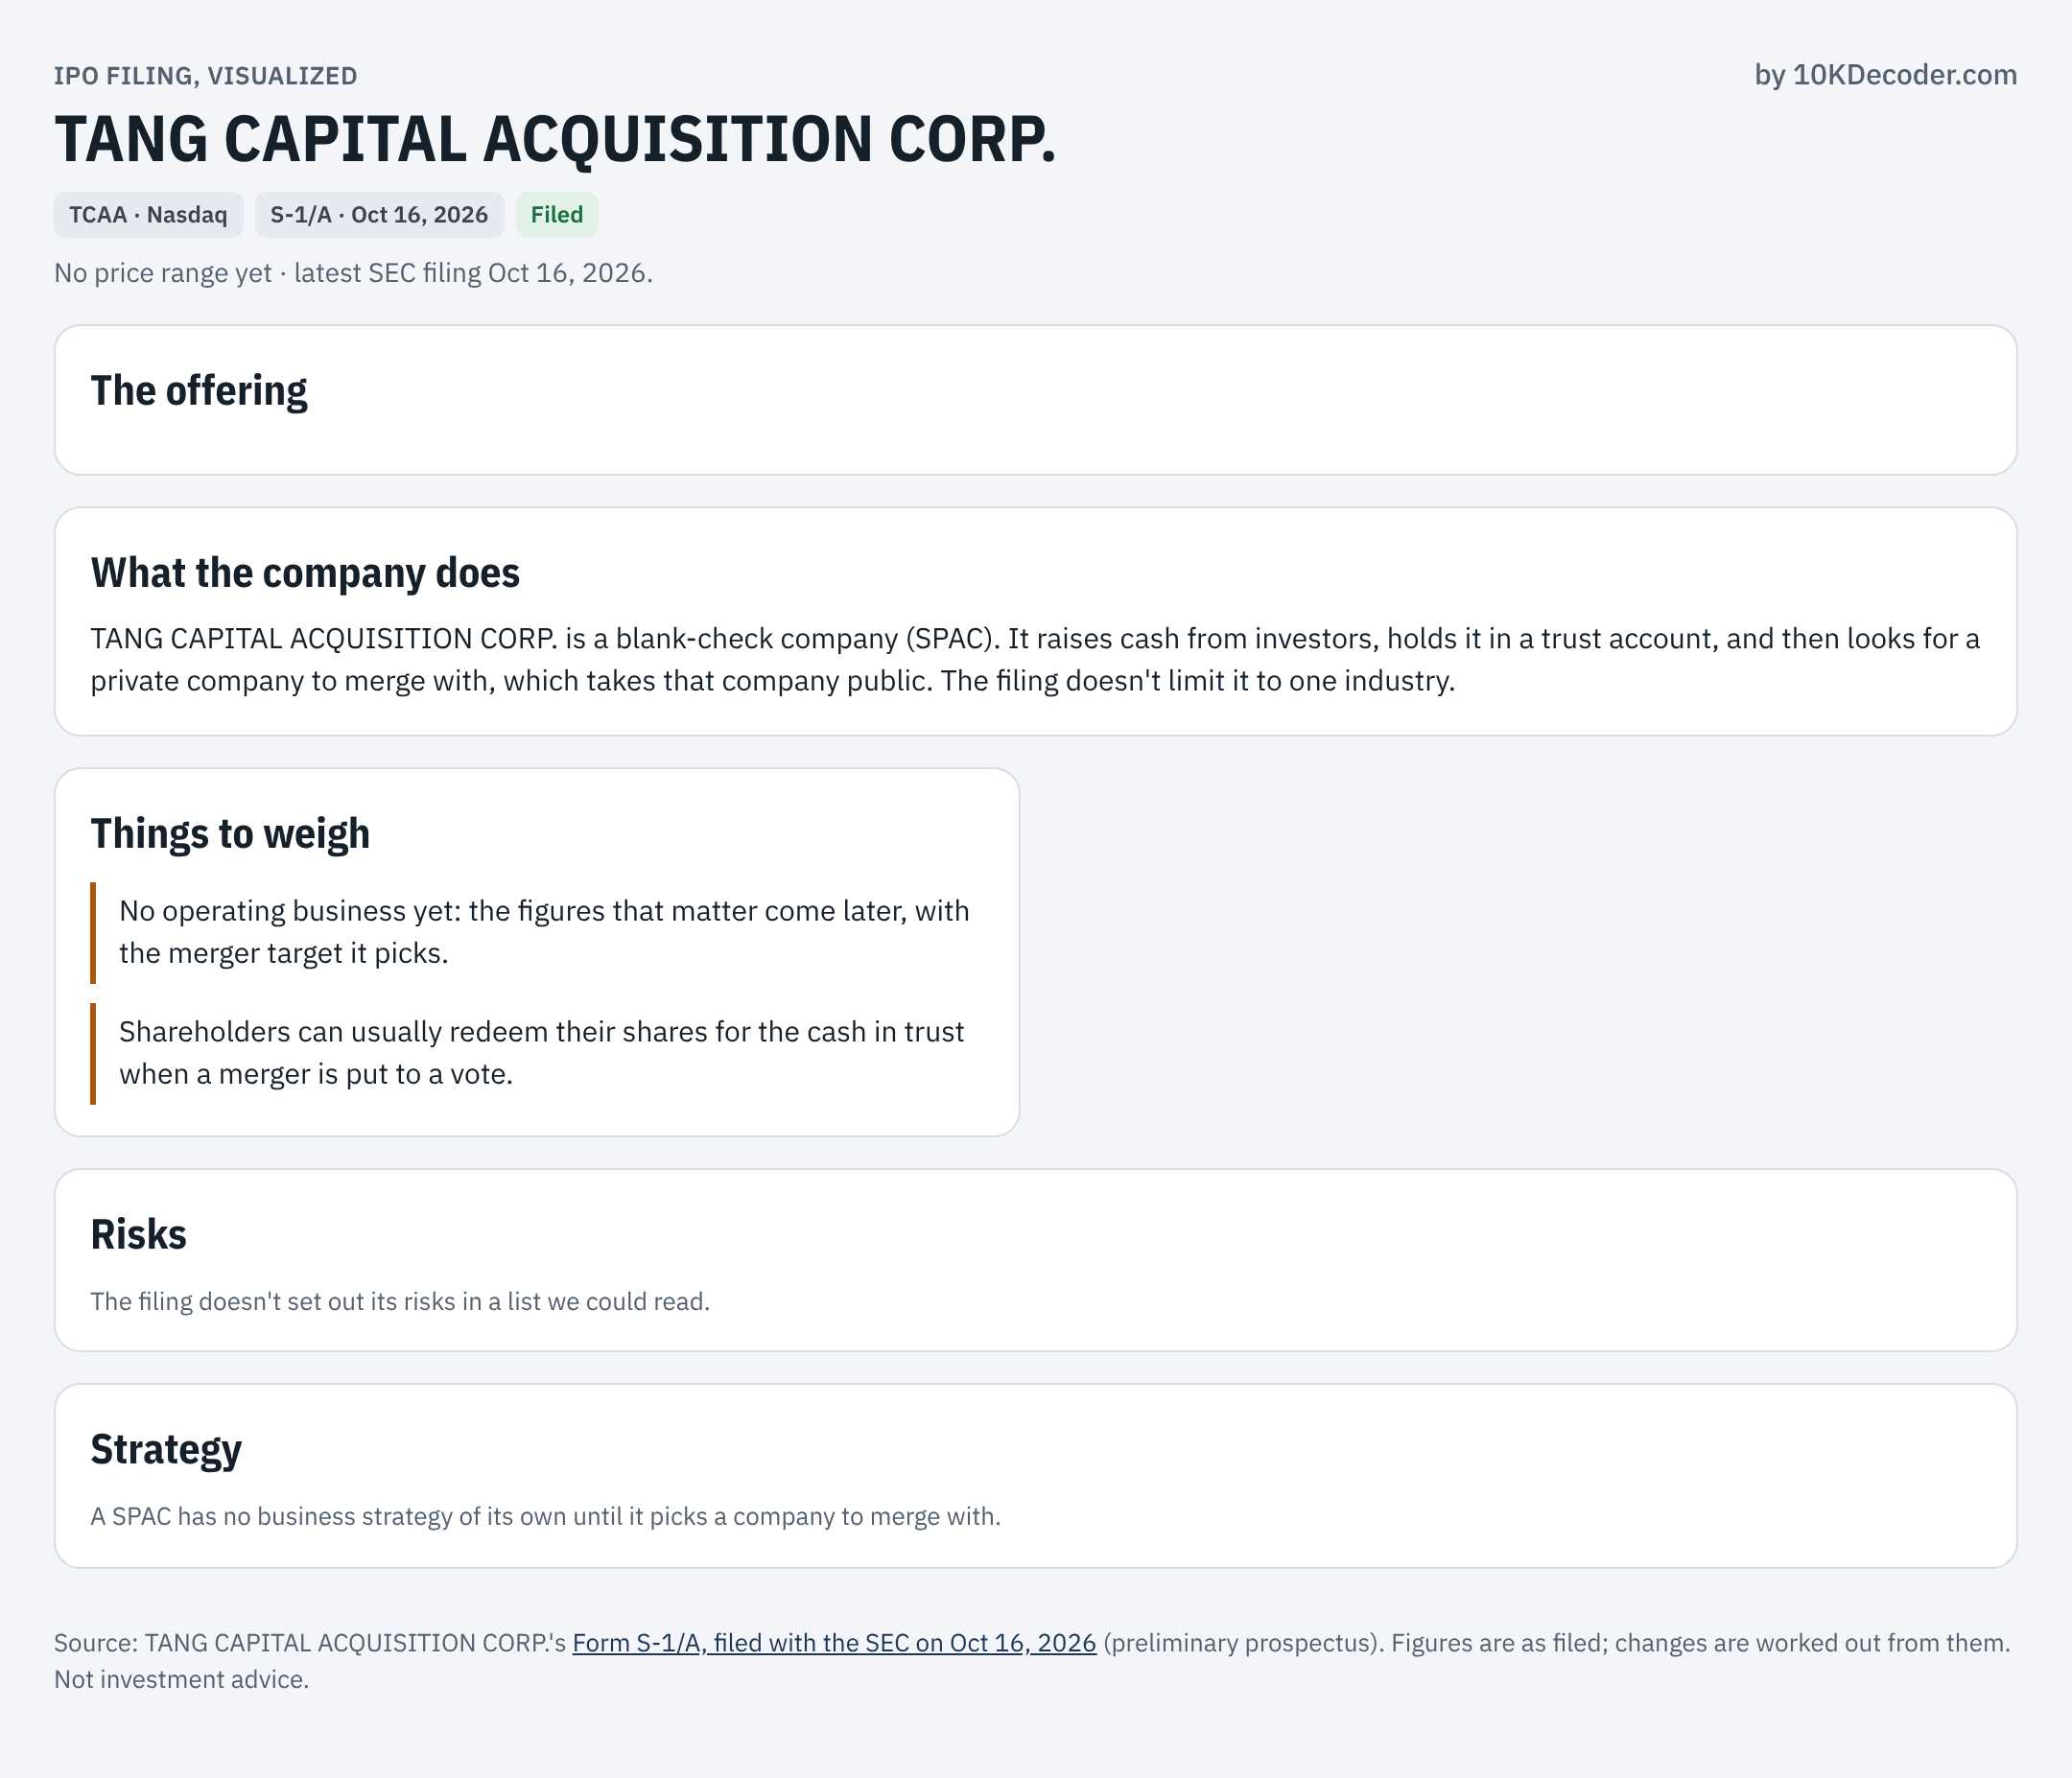 IPO FILING, VISUALIZED
by 10KDecoder.com
TANG CAPITAL ACQUISITION CORP.
TCAA · Nasdaq
S-1/A · Oct 16, 2026
Filed
No price range yet · latest SEC filing Oct 16, 2026.
The offering
What the company does
TANG CAPITAL ACQUISITION CORP. is a blank-check company (SPAC). It raises cash from investors, holds it in a trust account, and then looks for a
private company to merge with, which takes that company public. The filing doesn't limit it to one industry.
Things to weigh
No operating business yet: the figures that matter come later, with
the merger target it picks.
Shareholders can usually redeem their shares for the cash in trust
when a merger is put to a vote.
Risks
The filing doesn't set out its risks in a list we could read.
Strategy
A SPAC has no business strategy of its own until it picks a company to merge with.
Source: TANG CAPITAL ACQUISITION CORP.'s Form S-1/A, filed with the SEC on Oct 16, 2026 (preliminary prospectus). Figures are as filed; changes are worked out from them.
Not investment advice.